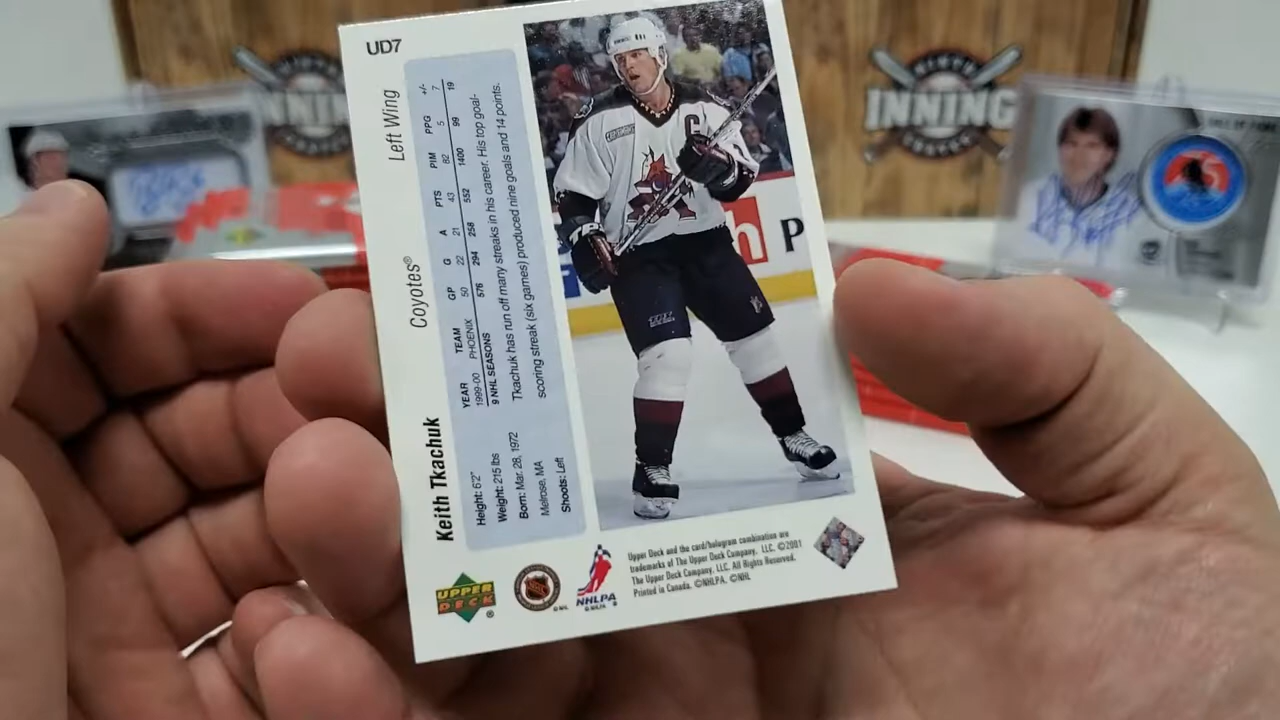 UD7
Keith Tkachuk Coyotes® Left Wing
Height: 6'2"
Weight: 215 lbs
Born: Mar. 28, 1972
Melrose, MA
Shoots: Left
YEAR TEAM GP G A PTS PIM PPG +/-
1999-00 PHOENIX 50 22 21 43 82 5 7
9 NHL SEASONS 576 294 258 552 1400 99 19
Tkachuk has run off many streaks in his career. His top goal-
scoring streak (six games) produced nine goals and 14 points.
C
UPPER
DECK
®
NHLPA
Upper Deck and the card/hologram combination are
trademarks of The Upper Deck Company, LLC. ©2001
The Upper Deck Company, LLC. All Rights Reserved.
Printed in Canada. ©NHLPA. ©NHL
P
INNING
INNING